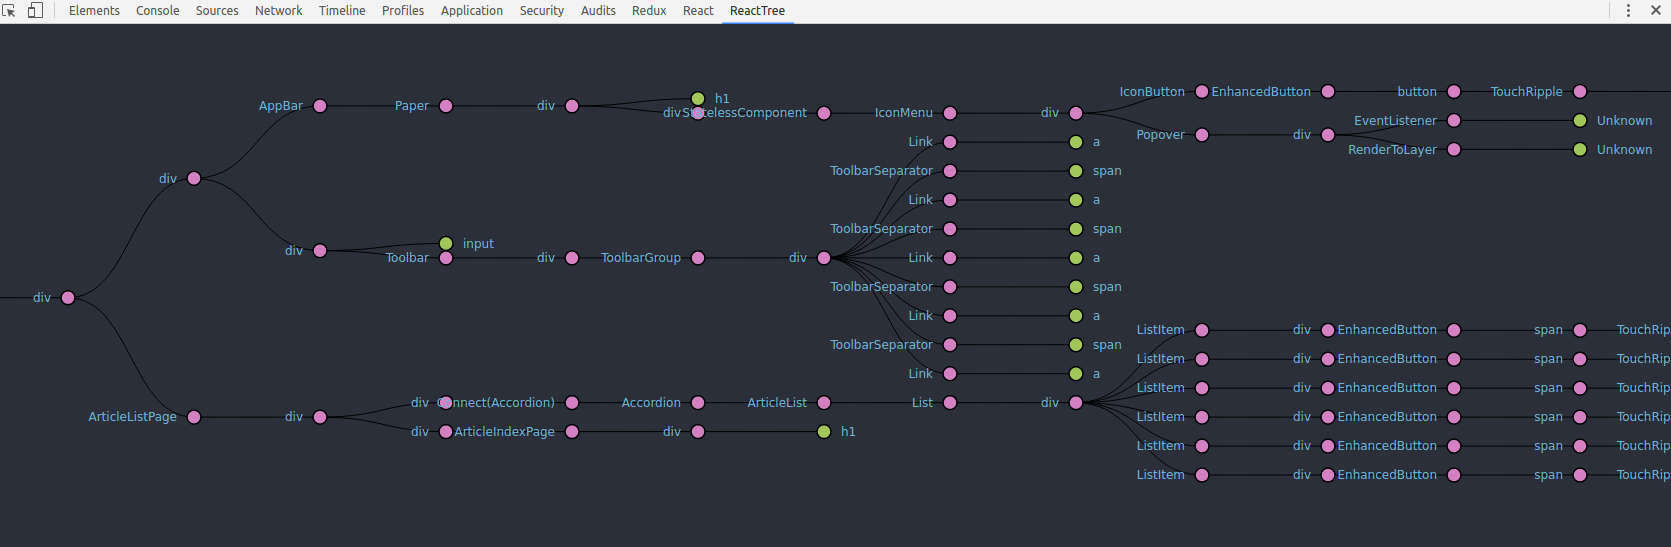 Elements Console Sources Network Timeline Profiles Application Security Audits Redux React ReactTree
IconButton EnhancedButton button TouchRipple
h1
AppBar Paper div
div StatelessComponent IconMenu div
EventListener Unknown
Popover div
Link a
RenderToLayer Unknown
ToolbarSeparator span
div
Link a
ToolbarSeparator span
input
div
Toolbar div ToolbarGroup div Link a
ToolbarSeparator span
div
Link a
ListItem div EnhancedButton span TouchRip
ToolbarSeparator span
ListItem div EnhancedButton span TouchRip
Link a
ListItem div EnhancedButton span TouchRip
div Connect(Accordion) Accordion ArticleList List div
ArticleListPage div
ListItem div EnhancedButton span TouchRip
div ArticleIndexPage div h1
ListItem div EnhancedButton span TouchRip
ListItem div EnhancedButton span TouchRip